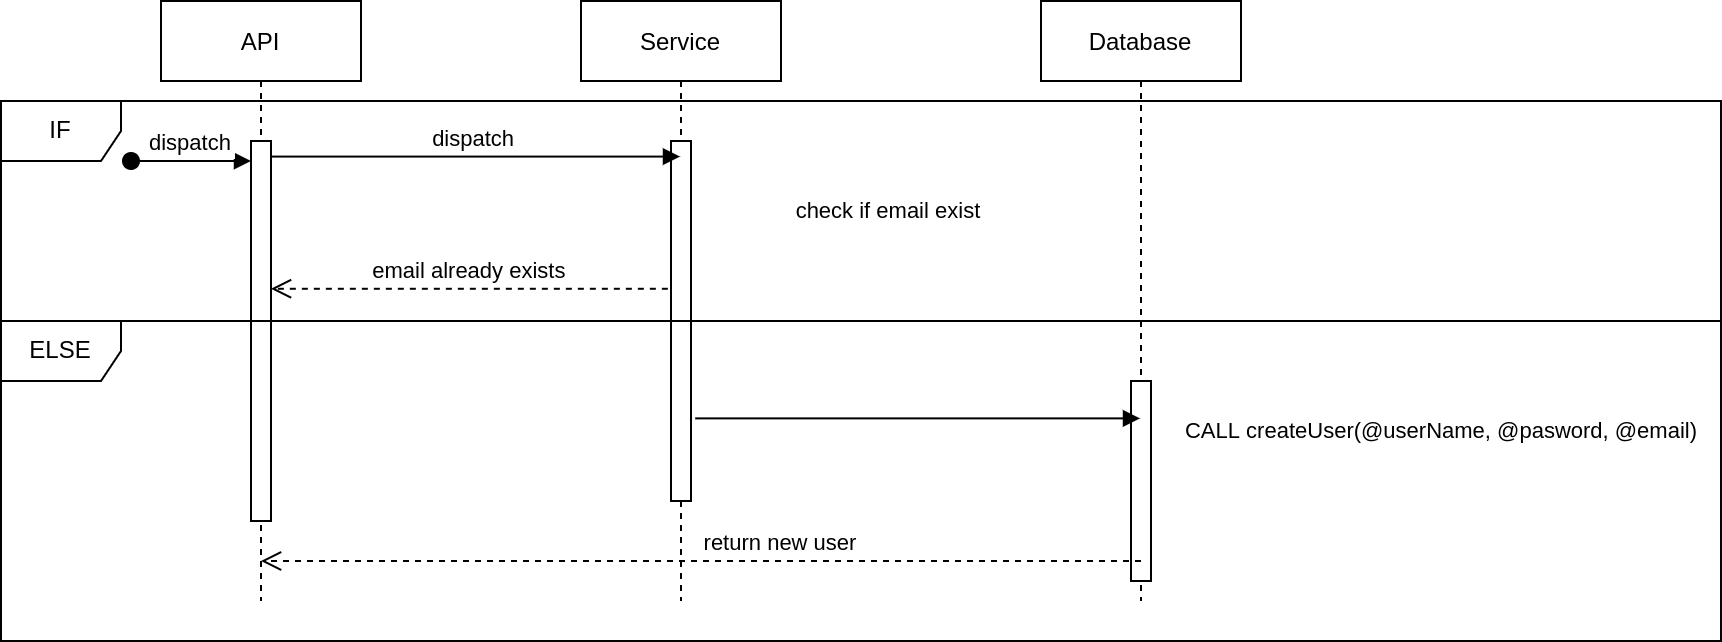 API
Service
Database
IF
dispatch
dispatch
check if email exist
email already exists
ELSE
CALL createUser(@userName, @pasword, @email)
return new user